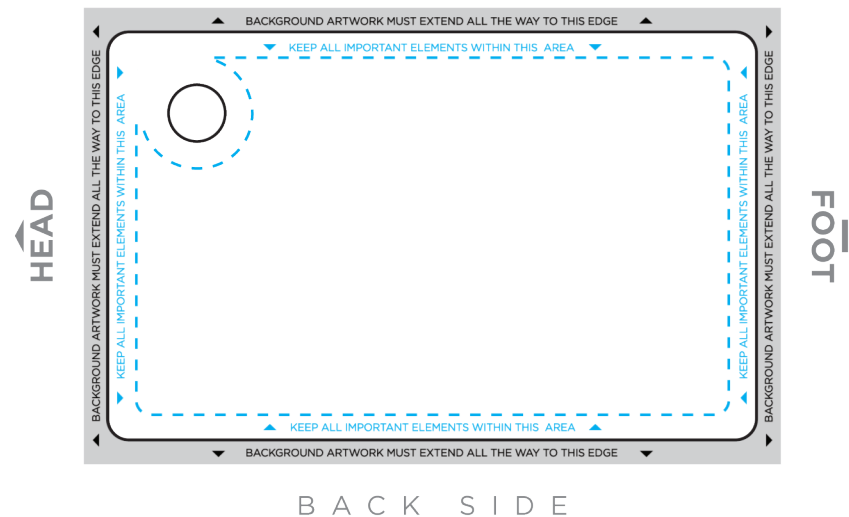 BACKGROUND ARTWORK MUST EXTEND ALL THE WAY TO THIS EDGE
KEEP ALL IMPORTANT ELEMENTS WITHIN THIS AREA
HEAD
BACKGROUND ARTWORK MUST EXTEND ALL THE WAY TO THIS EDGE
KEEP ALL IMPORTANT ELEMENTS WITHIN THIS AREA
KEEP ALL IMPORTANT ELEMENTS WITHIN THIS AREA
BACKGROUND ARTWORK MUST EXTEND ALL THE WAY TO THIS EDGE
FOOT
KEEP ALL IMPORTANT ELEMENTS WITHIN THIS AREA
BACKGROUND ARTWORK MUST EXTEND ALL THE WAY TO THIS EDGE
BACK SIDE